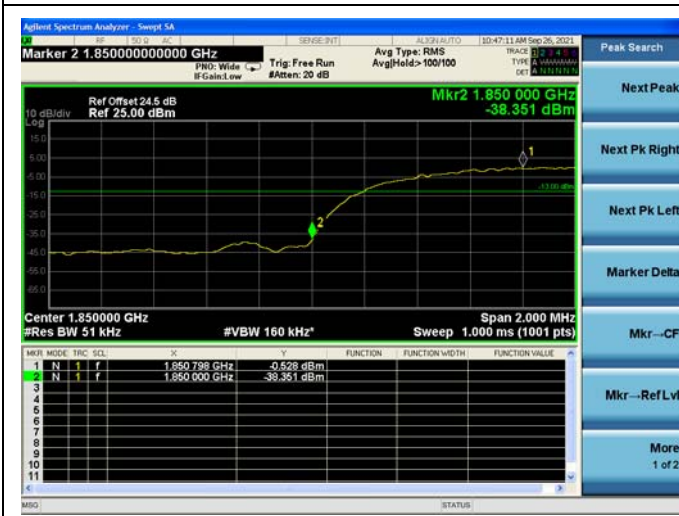 Agilent Spectrum Analyzer - Swept SA
RF 50 Ω AC SENSE:INT ALIGN AUTO 10:47:11 AM Sep 26, 2021
Marker 2 1.850000000000 GHz
PNO: Wide
IFGain:Low
Trig: Free Run
#Atten: 20 dB
Avg Type: RMS
Avg|Hold:>100/100
TRACE 1 2 3 4 5 6
TYPE A WWWWW
DET A N N N N N
Peak Search
Ref Offset 24.5 dB
10 dB/div Ref 25.00 dBm
Log
Mkr2 1.850 000 GHz
-38.351 dBm
15.0
5.00
-5.00
-15.0
-25.0
-35.0
-45.0
-55.0
-65.0
1
2
-13.00 dBm
Center 1.850000 GHz
Span 2.000 MHz
#Res BW 51 kHz
#VBW 160 kHz*
Sweep 1.000 ms (1001 pts)
MKR MODE TRC SCL X Y FUNCTION FUNCTION WIDTH FUNCTION VALUE
1 N 1 f 1.850 798 GHz -0.528 dBm
2 N 1 f 1.850 000 GHz -38.351 dBm
3
4
5
6
7
8
9
10
11
MSG
STATUS
Next Peak
Next Pk Right
Next Pk Left
Marker Delta
Mkr→CF
Mkr→Ref Lvl
More
1 of 2